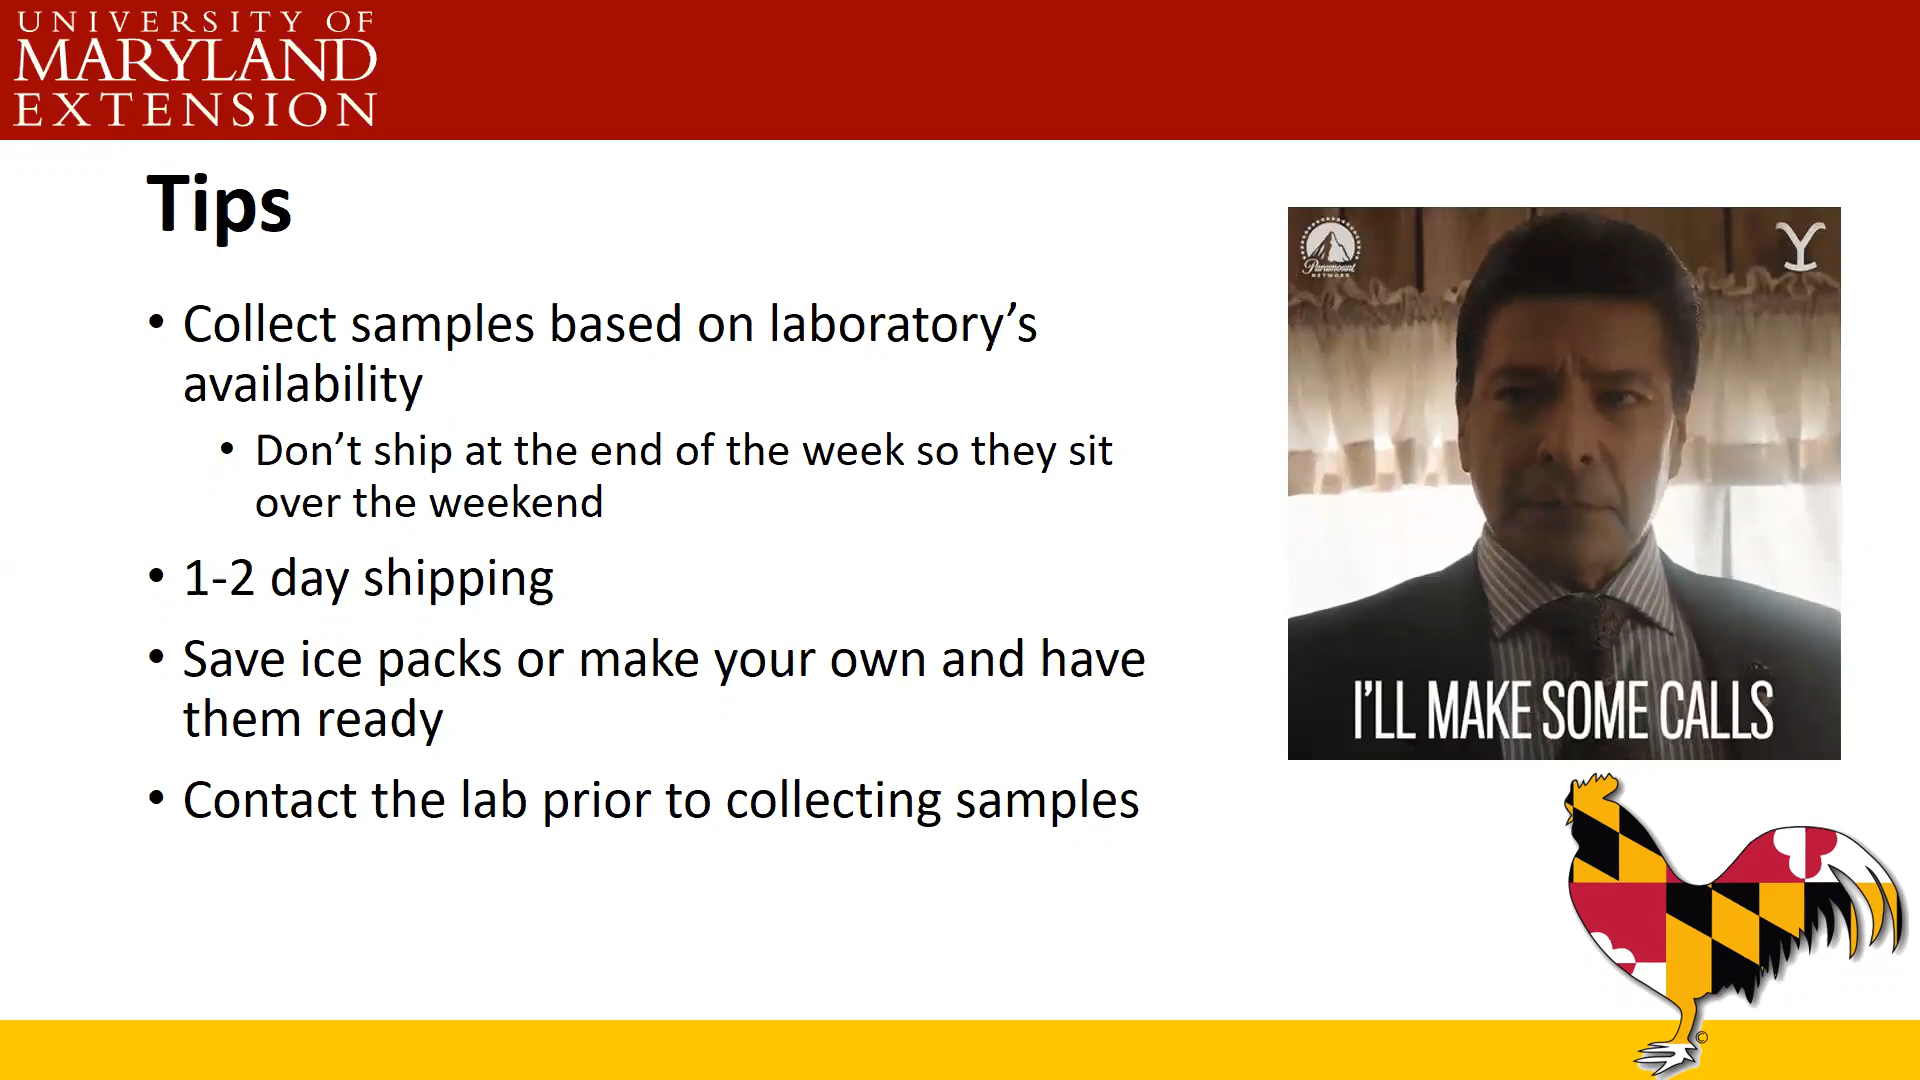 UNIVERSITY OF
MARYLAND
EXTENSION
Tips
• Collect samples based on laboratory’s
availability
• Don’t ship at the end of the week so they sit
over the weekend
• 1-2 day shipping
• Save ice packs or make your own and have
them ready
• Contact the lab prior to collecting samples
Paramount
NETWORK
Y
I’LL MAKE SOME CALLS
©